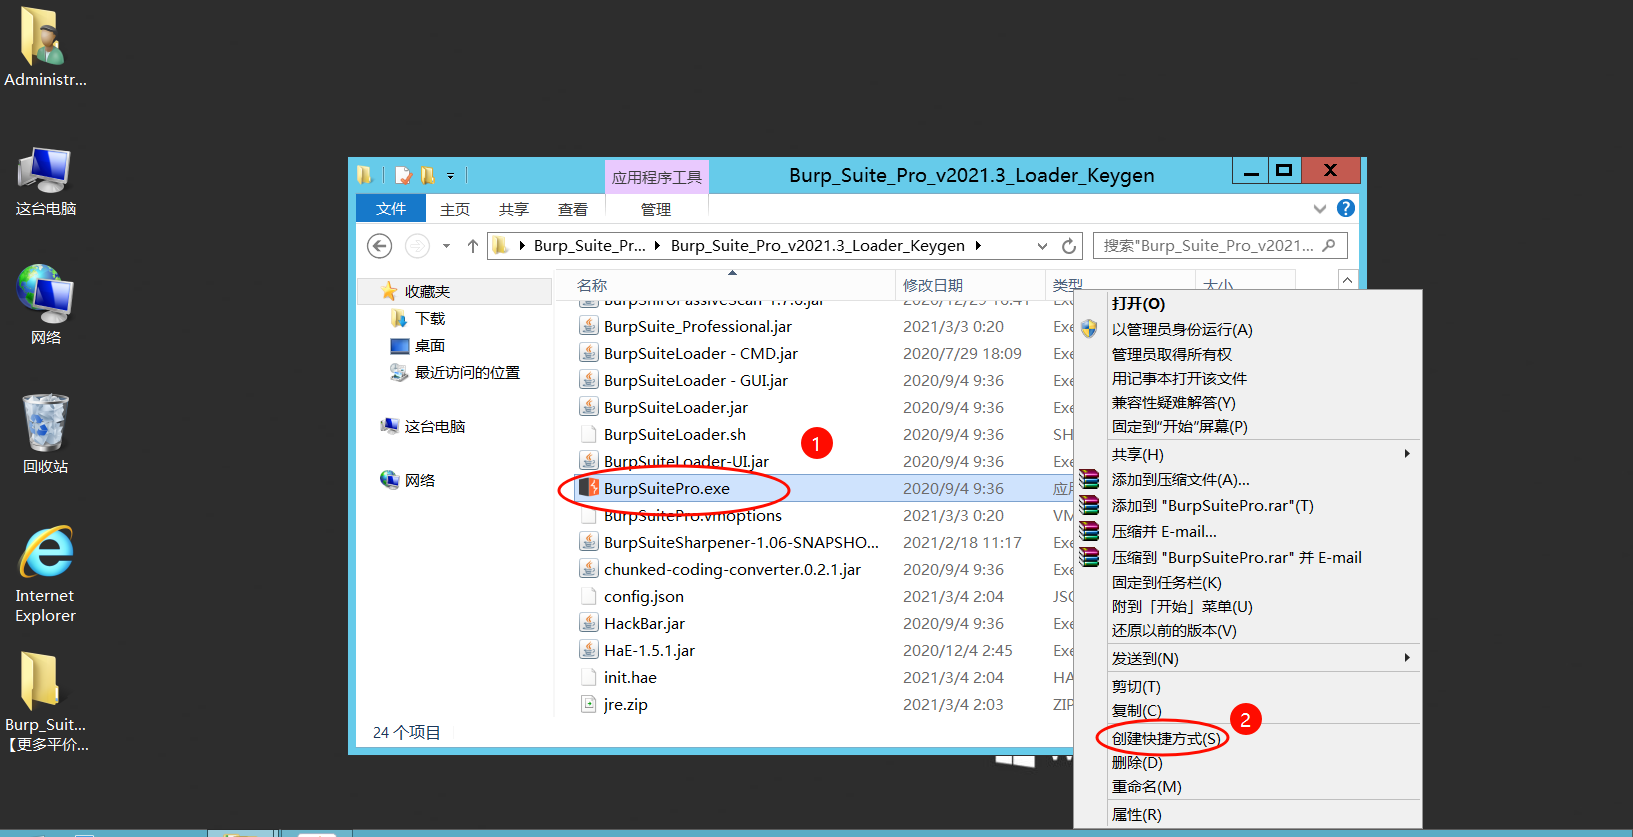 Administr...
这台电脑
网络
回收站
Internet
Explorer
Burp_Suit...
【更多平价...
应用程序工具
Burp_Suite_Pro_v2021.3_Loader_Keygen
文件
主页
共享
查看
管理
Burp_Suite_Pr...
Burp_Suite_Pro_v2021.3_Loader_Keygen
搜索"Burp_Suite_Pro_v2021...
收藏夹
下载
桌面
最近访问的位置
这台电脑
网络
名称
修改日期
类型
大小
BurpShiroPassiveScan-1.7.6.jar 2020/12/29 16:41 Exe
BurpSuite_Professional.jar 2021/3/3 0:20 Exe
BurpSuiteLoader - CMD.jar 2020/7/29 18:09 Exe
BurpSuiteLoader - GUI.jar 2020/9/4 9:36 Exe
BurpSuiteLoader.jar 2020/9/4 9:36 Exe
BurpSuiteLoader.sh 2020/9/4 9:36 SH
BurpSuiteLoader-UI.jar 2020/9/4 9:36 Exe
BurpSuitePro.exe 2020/9/4 9:36 应用
BurpSuitePro.vmoptions 2021/3/3 0:20 VM
BurpSuiteSharpener-1.06-SNAPSHO... 2021/2/18 11:17 Exe
chunked-coding-converter.0.2.1.jar 2020/9/4 9:36 Exe
config.json 2021/3/4 2:04 JSO
HackBar.jar 2020/9/4 9:36 Exe
HaE-1.5.1.jar 2020/12/4 2:45 Exe
init.hae 2021/3/4 2:04 HA
jre.zip 2021/3/4 2:03 ZIP
24 个项目
1
打开(O)
以管理员身份运行(A)
管理员取得所有权
用记事本打开该文件
兼容性疑难解答(Y)
固定到"开始"屏幕(P)
共享(H)
添加到压缩文件(A)...
添加到 "BurpSuitePro.rar"(T)
压缩并 E-mail...
压缩到 "BurpSuitePro.rar" 并 E-mail
固定到任务栏(K)
附到「开始」菜单(U)
还原以前的版本(V)
发送到(N)
剪切(T)
复制(C)
2
创建快捷方式(S)
删除(D)
重命名(M)
属性(R)